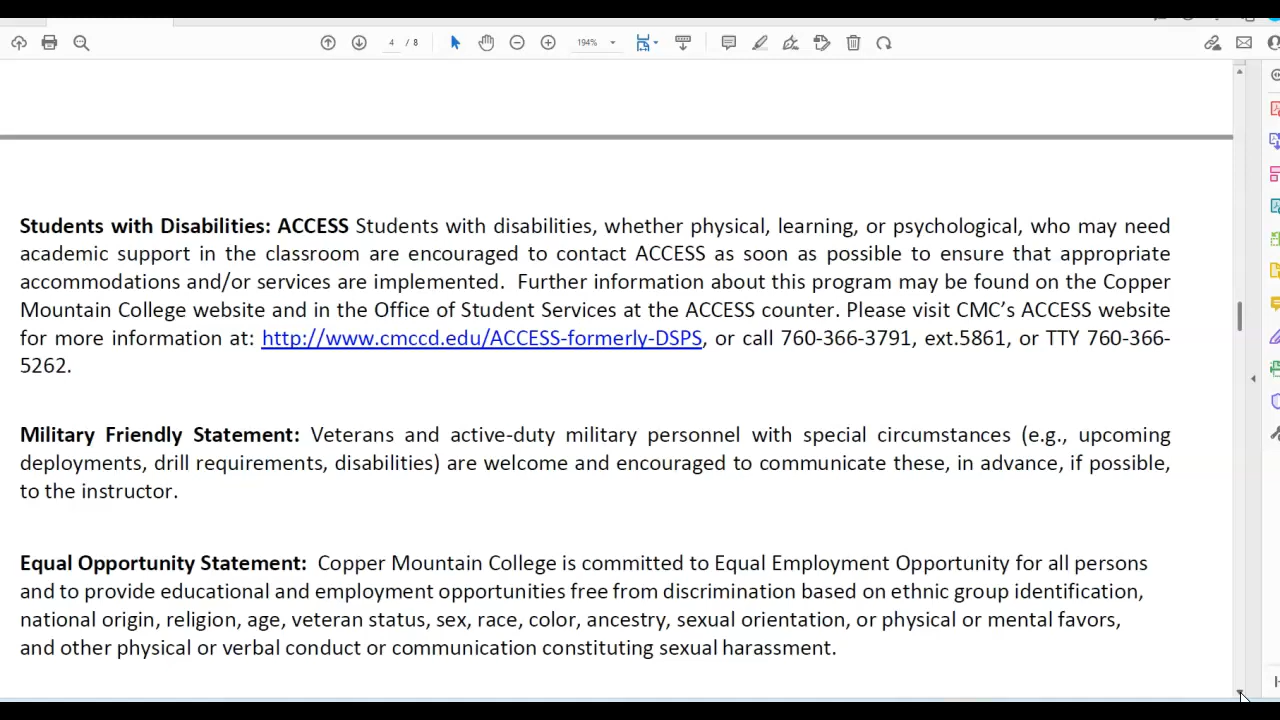 4 / 8
194%
Students with Disabilities: ACCESS Students with disabilities, whether physical, learning, or psychological, who may need
academic support in the classroom are encouraged to contact ACCESS as soon as possible to ensure that appropriate
accommodations and/or services are implemented.  Further information about this program may be found on the Copper
Mountain College website and in the Office of Student Services at the ACCESS counter. Please visit CMC’s ACCESS website
for more information at: http://www.cmccd.edu/ACCESS-formerly-DSPS, or call 760-366-3791, ext.5861, or TTY 760-366-
5262.
Military Friendly Statement: Veterans and active-duty military personnel with special circumstances (e.g., upcoming
deployments, drill requirements, disabilities) are welcome and encouraged to communicate these, in advance, if possible,
to the instructor.
Equal Opportunity Statement:  Copper Mountain College is committed to Equal Employment Opportunity for all persons
and to provide educational and employment opportunities free from discrimination based on ethnic group identification,
national origin, religion, age, veteran status, sex, race, color, ancestry, sexual orientation, or physical or mental favors,
and other physical or verbal conduct or communication constituting sexual harassment.